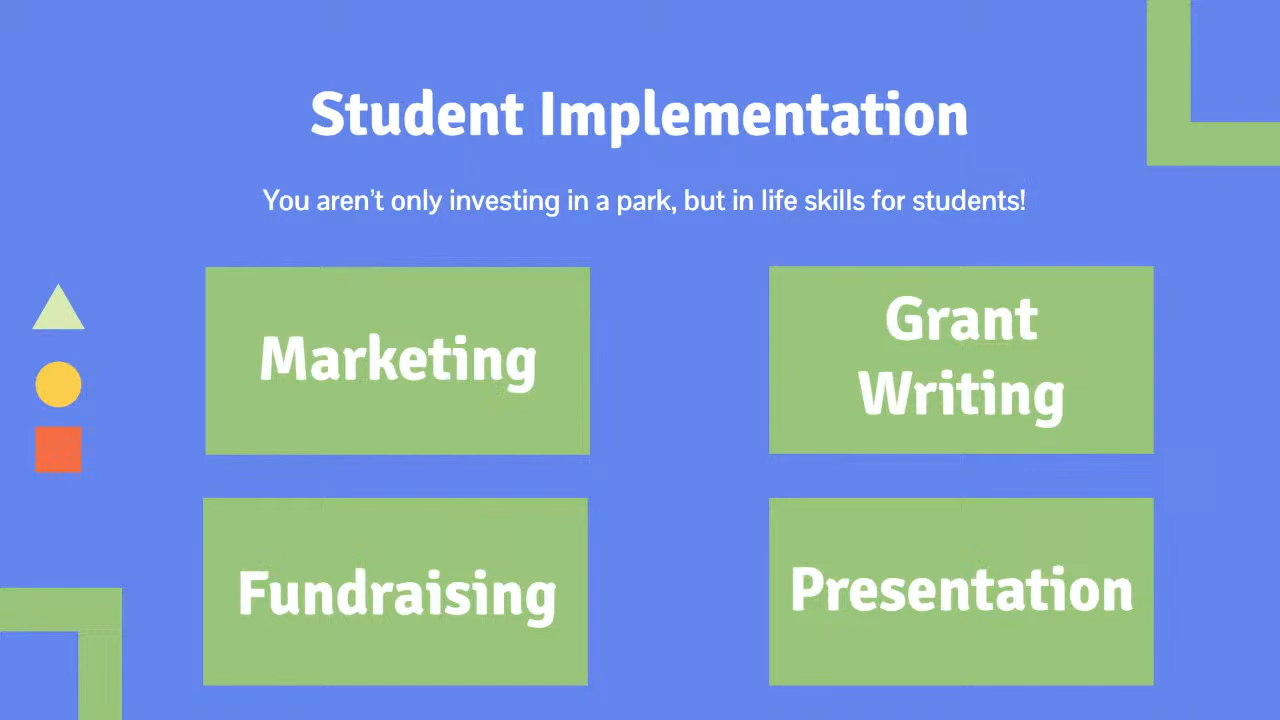 Student Implementation
You aren't only investing in a park, but in life skills for students!
Marketing
Grant
Writing
Fundraising
Presentation